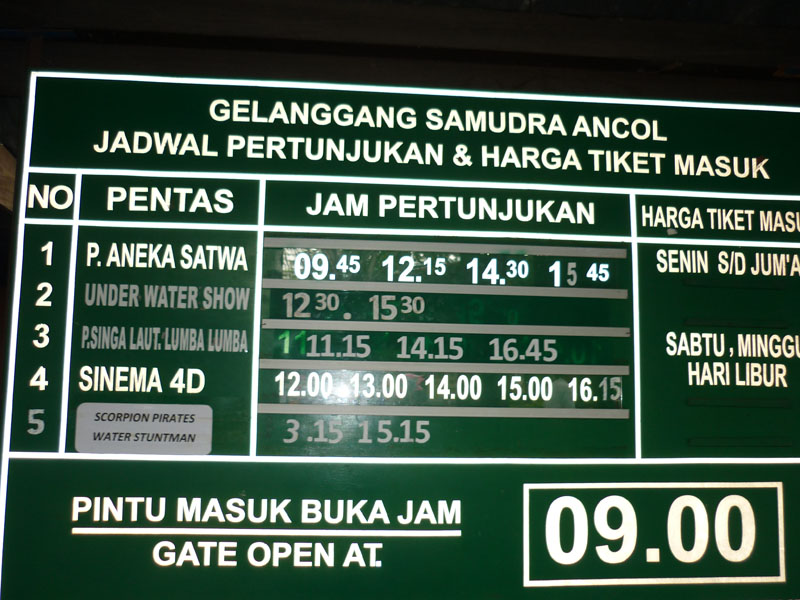 GELANGGANG SAMUDRA ANCOL
JADWAL PERTUNJUKAN & HARGA TIKET MASUK
NO PENTAS JAM PERTUNJUKAN HARGA TIKET MASU
1 P. ANEKA SATWA 09.45 12.15 14.30 15 45 SENIN S/D JUM'A
2 UNDER WATER SHOW 12 30. 15 30
3 P.SINGA LAUT. LUMBA LUMBA 11.15 14.15 16.45 SABTU , MINGGU
4 SINEMA 4D 12.00 13.00 14.00 15.00 16.15 HARI LIBUR
5 SCORPION PIRATES
WATER STUNTMAN 3 .15 15.15
PINTU MASUK BUKA JAM 09.00
GATE OPEN AT.